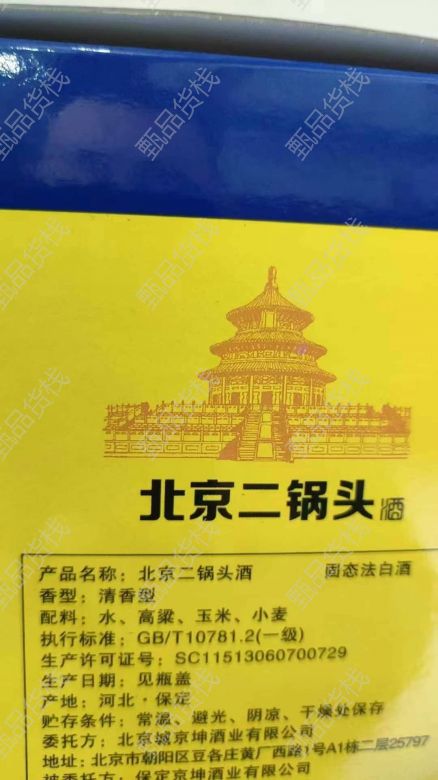 北京二锅头酒
产品名称：北京二锅头酒 固态法白酒
香型：清香型
配料：水、高粱、玉米、小麦
执行标准：GB/T10781.2(一级)
生产许可证号：SC11513060700729
生产日期：见瓶盖
产地：河北·保定
贮存条件：常温、避光、阴凉、干燥处保存
委托方：北京城京坤酒业有限公司
地址：北京市朝阳区豆各庄黄厂西路1号A1栋二层25797
被委托方：保定京坤酒业有限公司
甄品货栈